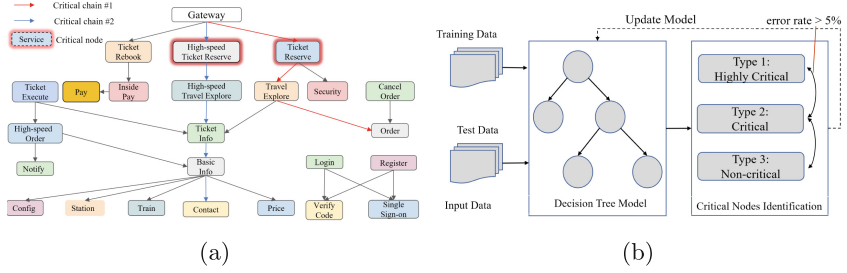 Critical chain #1
Critical chain #2
Service
Critical node
Gateway
Ticket
Rebook
High-speed
Ticket Reserve
Ticket
Reserve
Ticket
Execute
Pay
Inside
Pay
High-speed
Travel Explore
Travel
Explore
Security
Cancel
Order
High-speed
Order
Ticket
Info
Order
Notify
Basic
Info
Login
Register
Config
Station
Train
Contact
Price
Verify
Code
Single
Sign-on
(a)
Update Model
error rate > 5%
Training Data
Test Data
Input Data
Decision Tree Model
Type 1:
Highly Critical
Type 2:
Critical
Type 3:
Non-critical
Critical Nodes Identification
(b)